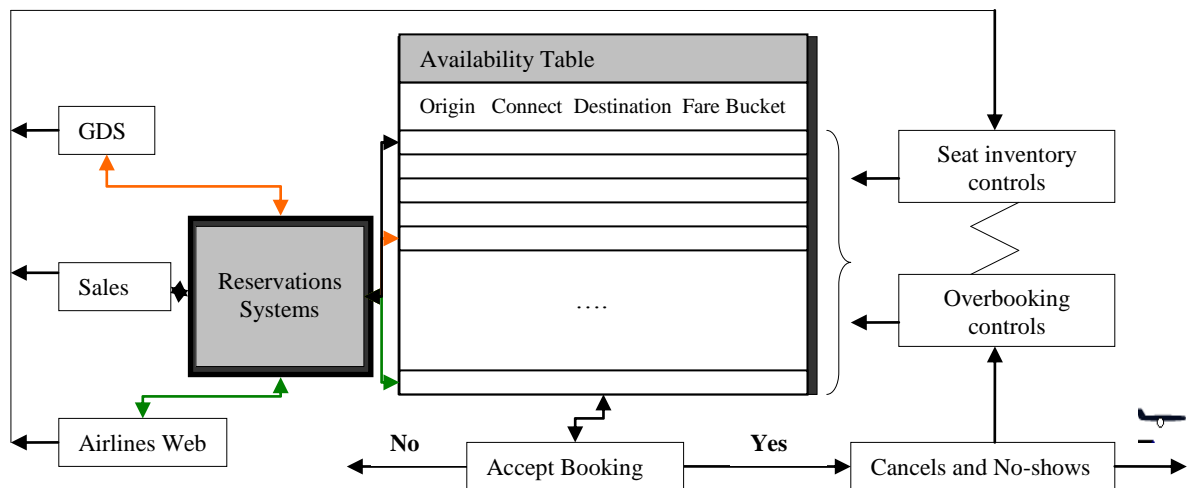 Availability Table
Origin Connect Destination Fare Bucket
GDS
Seat inventory
controls
Sales
Reservations
Systems
....
Overbooking
controls
Airlines Web
No
Accept Booking
Yes
Cancels and No-shows